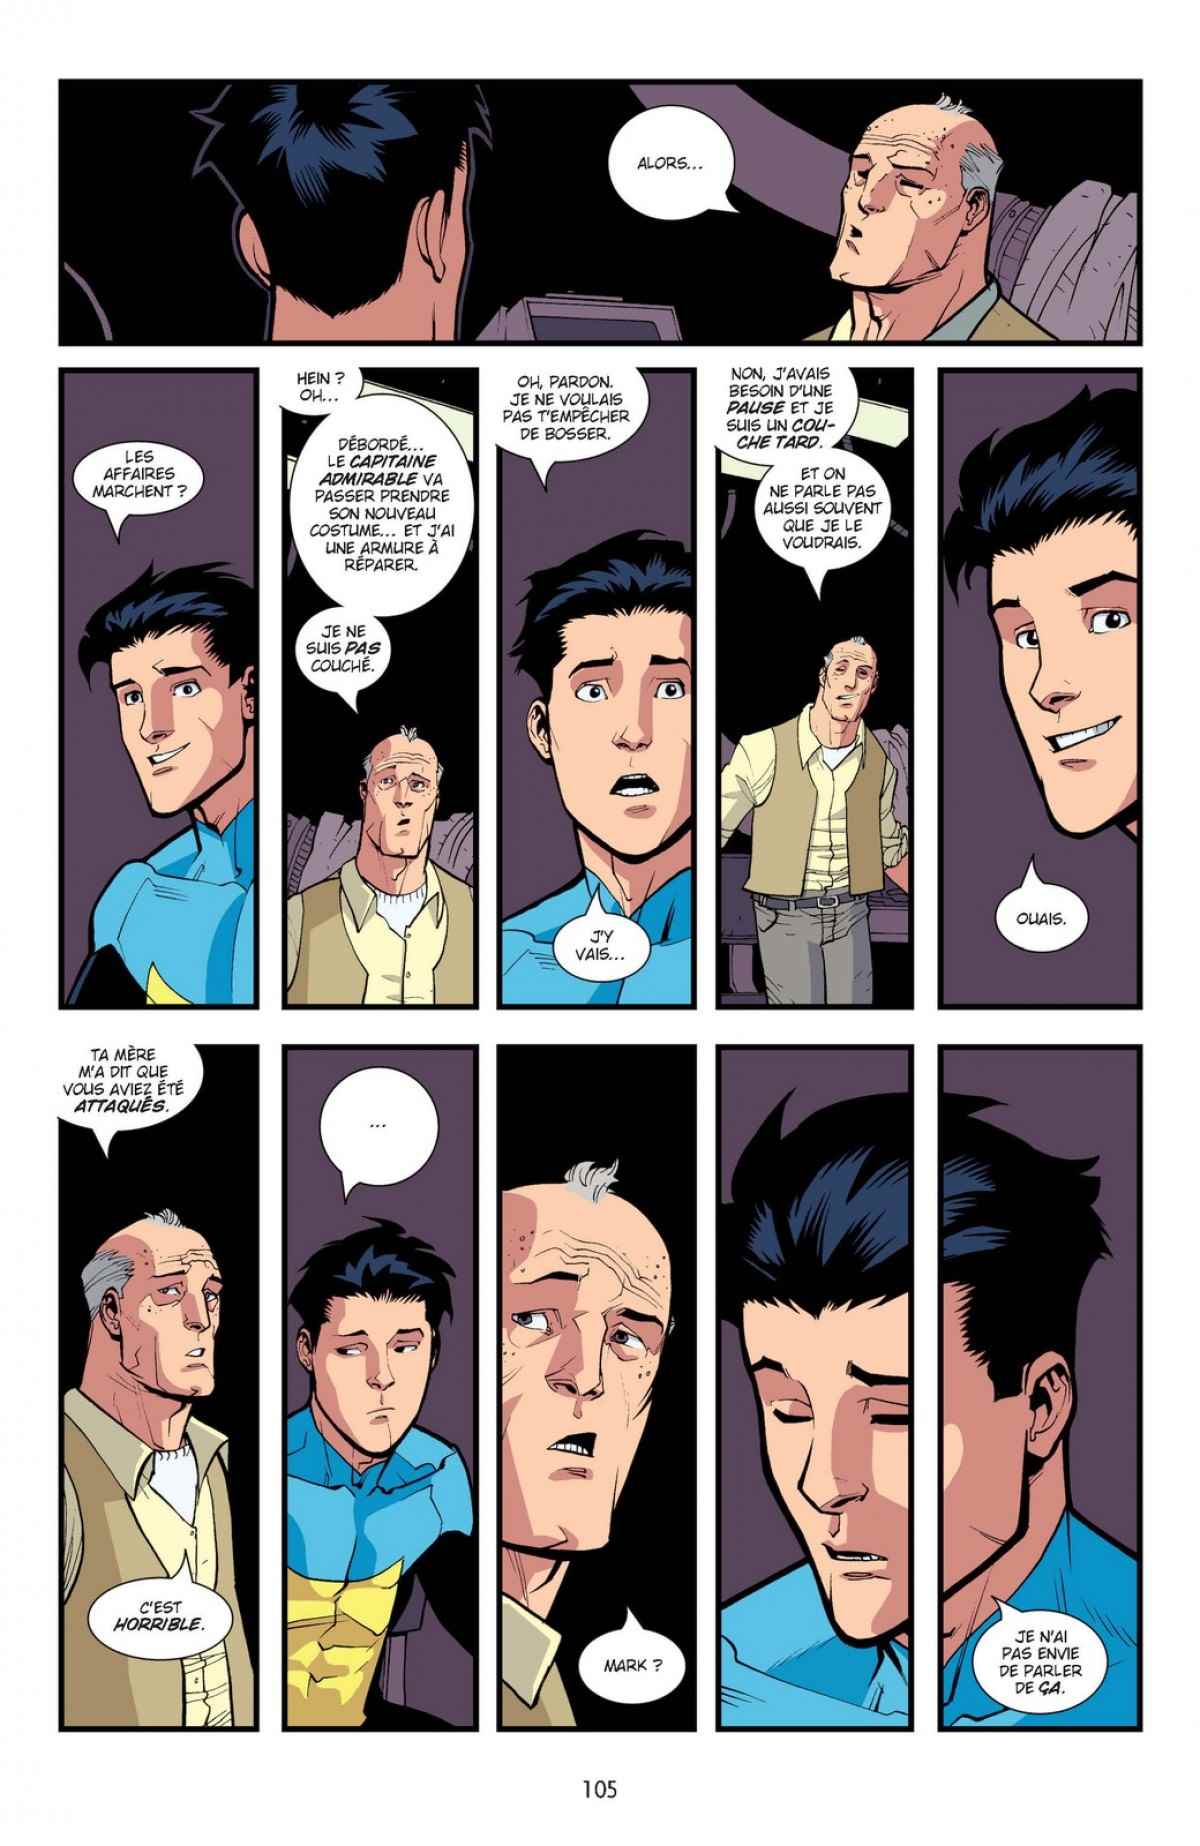 ALORS...
LES
AFFAIRES
MARCHENT ?
HEIN ?
OH...
DÉBORDÉ...
LE CAPITAINE
ADMIRABLE VA
PASSER PRENDRE
SON NOUVEAU
COSTUME... ET J'AI
UNE ARMURE À
RÉPARER.
JE NE
SUIS PAS
COUCHÉ.
OH, PARDON.
JE NE VOULAIS
PAS T'EMPÊCHER
DE BOSSER.
J'Y
VAIS...
NON, J'AVAIS
BESOIN D'UNE
PAUSE ET JE
SUIS UN COU-
CHE TARD.
ET ON
NE PARLE PAS
AUSSI SOUVENT
QUE JE LE
VOUDRAIS.
OUAIS.
TA MÈRE
M'A DIT QUE
VOUS AVIEZ ÉTÉ
ATTAQUÉS.
C'EST
HORRIBLE.
...
MARK ?
JE N'AI
PAS ENVIE
DE PARLER
DE ÇA.
105